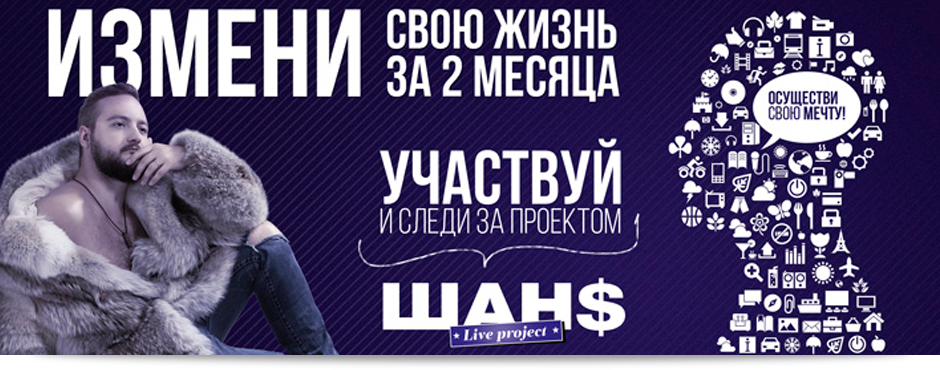 ИЗМЕНИ
СВОЮ ЖИЗНЬ
ЗА 2 МЕСЯЦА
ОСУЩЕСТВИ
СВОЮ МЕЧТУ!
УЧАСТВУЙ
И СЛЕДИ ЗА ПРОЕКТОМ
ШАН$
Live project